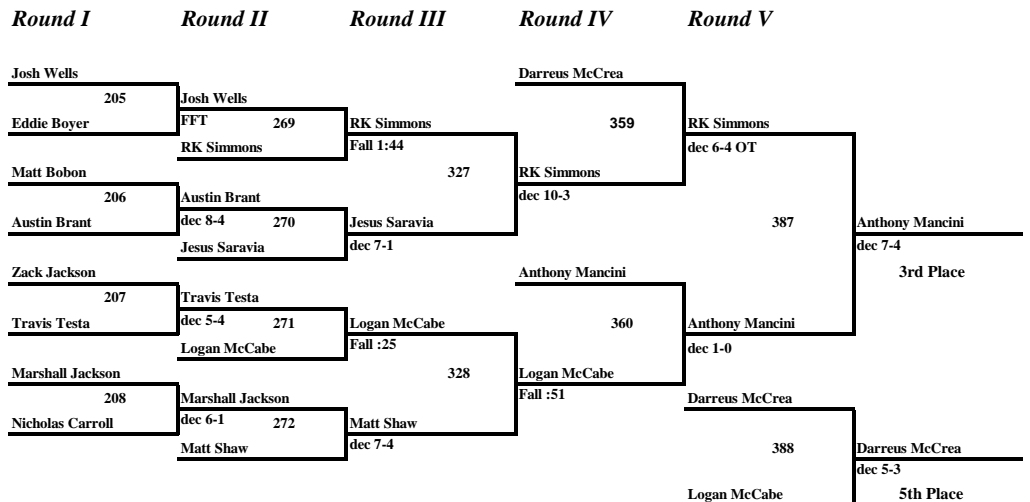 Round I Round II Round III Round IV Round V
Josh Wells Darreus McCrea
205 Josh Wells
Eddie Boyer FFT 269 RK Simmons 359 RK Simmons
RK Simmons Fall 1:44 dec 6-4 OT
Matt Bobon 327 RK Simmons
206 Austin Brant dec 10-3
Austin Brant dec 8-4 270 Jesus Saravia 387 Anthony Mancini
Jesus Saravia dec 7-1 dec 7-4
Zack Jackson Anthony Mancini 3rd Place
207 Travis Testa
Travis Testa dec 5-4 271 Logan McCabe 360 Anthony Mancini
Logan McCabe Fall :25 dec 1-0
Marshall Jackson 328 Logan McCabe
208 Marshall Jackson Fall :51 Darreus McCrea
Nicholas Carroll dec 6-1 272 Matt Shaw
Matt Shaw dec 7-4 388 Darreus McCrea
dec 5-3
Logan McCabe 5th Place